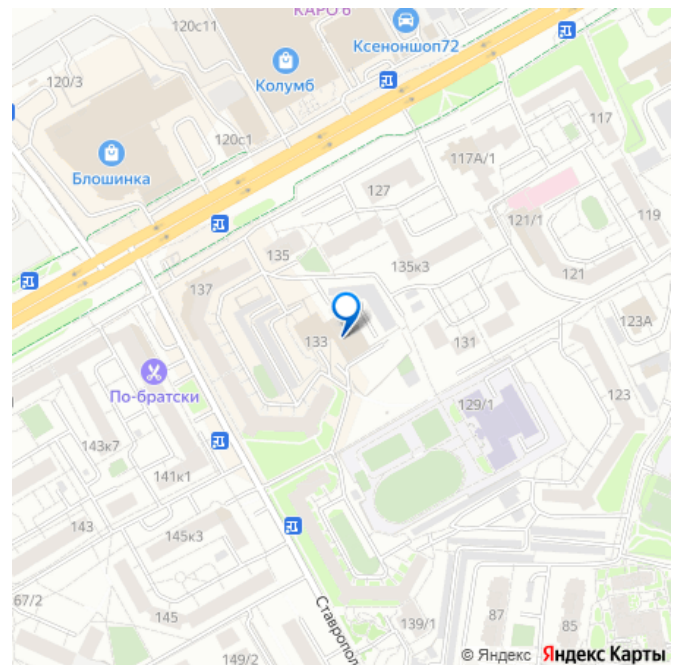 КАРО 6
120с11
Ксеноншоп72
120/3
Колумб
117
120с1
117А/1
Блошинка
127
121/1
119
135
135к3
121
137
123А
133
131
По-братски
123
129/1
143к7
141к1
143
145к3
67/2
145
Ставропол
87
85
139/1
149/2
© Яндекс Яндекс Карты